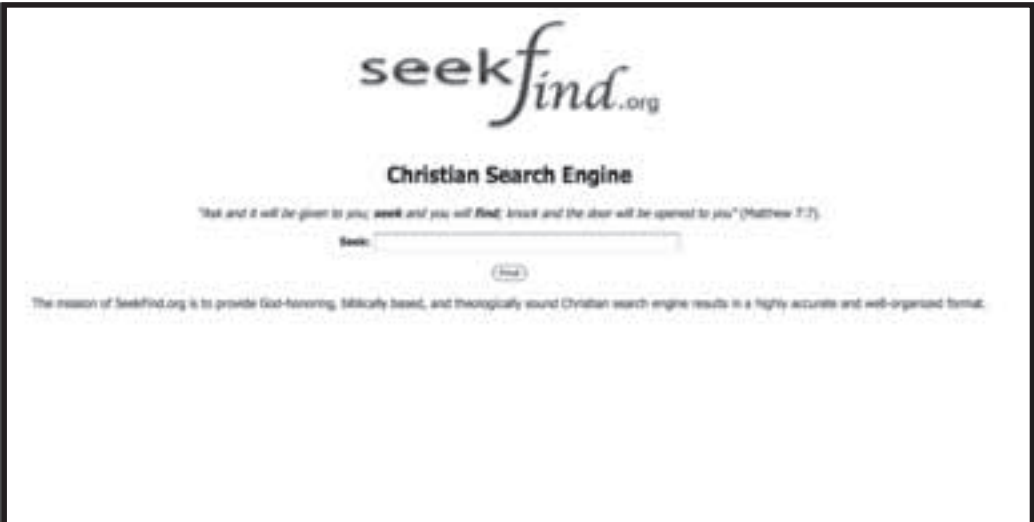 seekfind.org
Christian Search Engine
"Ask and it will be given to you; seek and you will find; knock and the door will be opened to you" (Matthew 7:7).
Seek:
Find
The mission of SeekFind.org is to provide God-honoring, biblically based, and theologically sound Christian search engine results in a highly accurate and well-organized format.